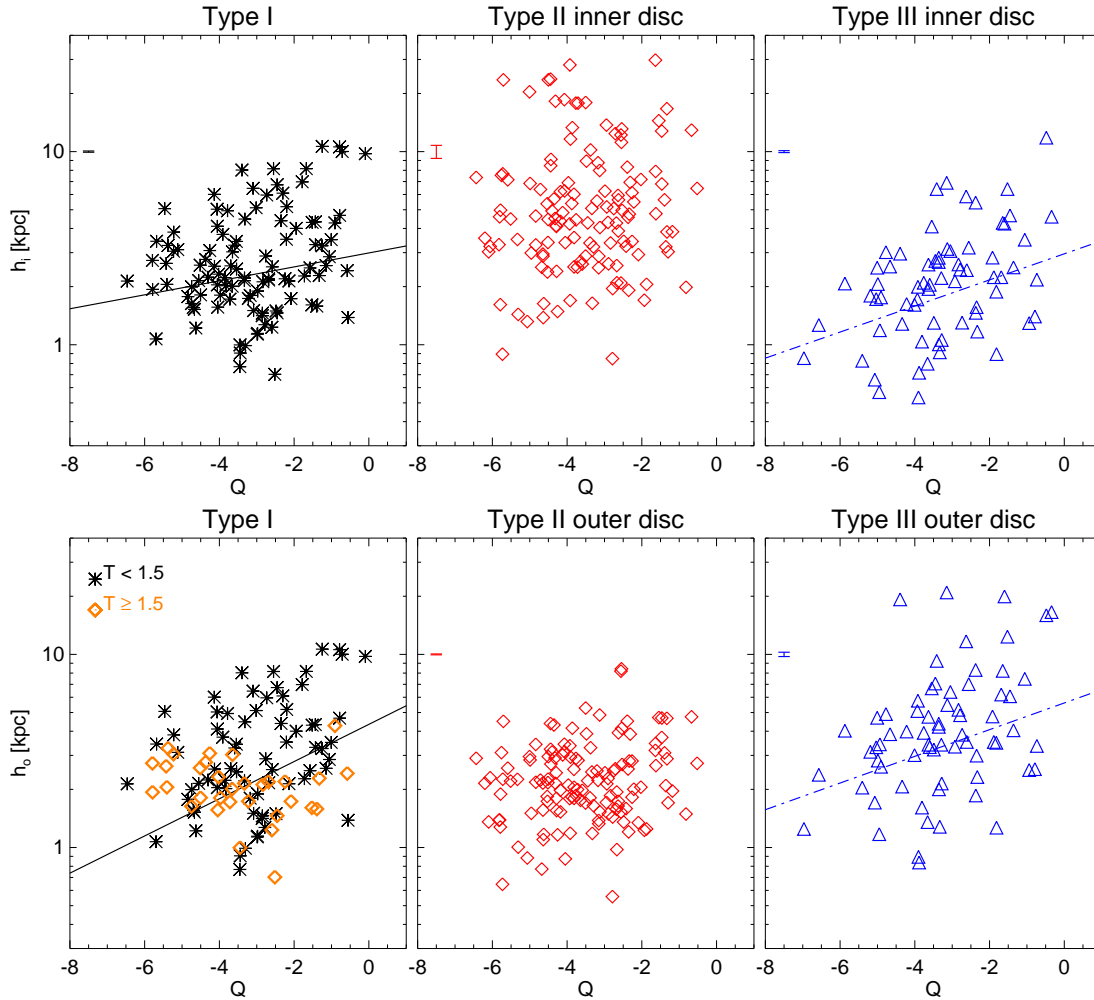 Type I
Type II inner disc
Type III inner disc
10
1
h_i [kpc]
-8 -6 -4 -2 0
-8 -6 -4 -2 0
-8 -6 -4 -2 0
Q
Q
Q
Type I
Type II outer disc
Type III outer disc
T < 1.5
T ≥ 1.5
10
1
h_o [kpc]
-8 -6 -4 -2 0
-8 -6 -4 -2 0
-8 -6 -4 -2 0
Q
Q
Q